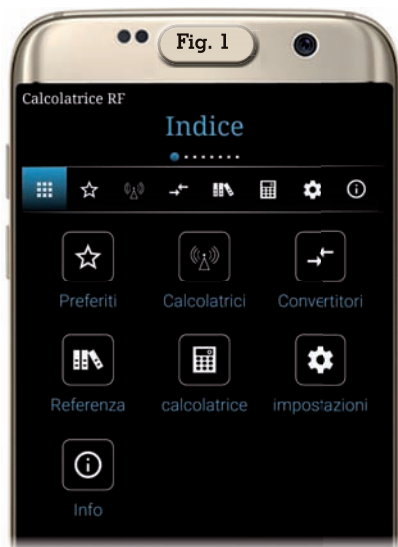 Fig. 1
Calcolatrice RF
Indice
Preferiti Calcolatrici Convertitori
Referenza calcolatrice impostazioni
Info